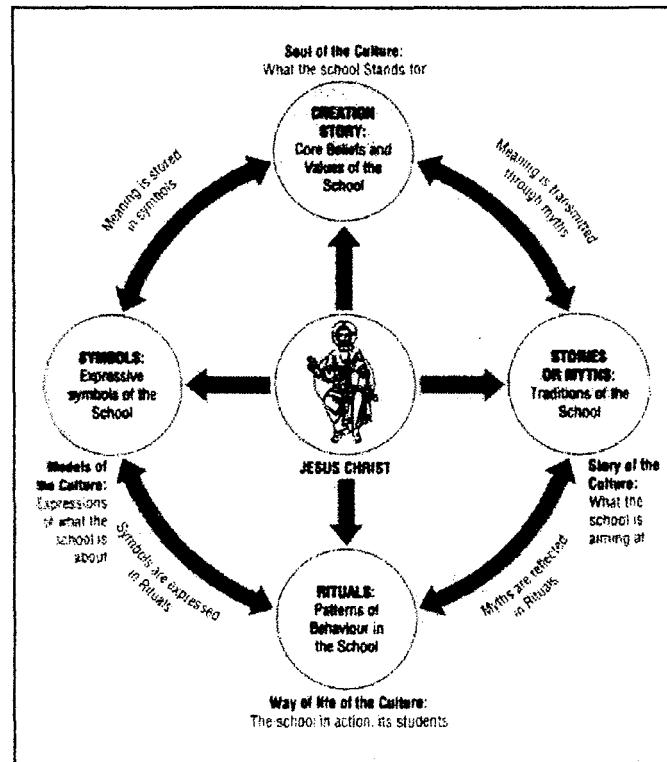 Soul of the Culture:
What the school Stands for
CREATION
STORY:
Core Beliefs and
Values of the
School
Meaning is stored
in symbols
Meaning is transmitted
through myths
SYMBOLS:
Expressive
symbols of the
School
JESUS CHRIST
STORIES
OR MYTHS:
Traditions of the
School
Models of
the Culture:
Expressions
of what the
school is
about
Story of the
Culture:
What the
school is
aiming at
Symbols are expressed
in Rituals
Myths are reflected
in Rituals
RITUALS:
Patterns of
Behaviour in
the School
Way of life of the Culture:
The school in action, its students